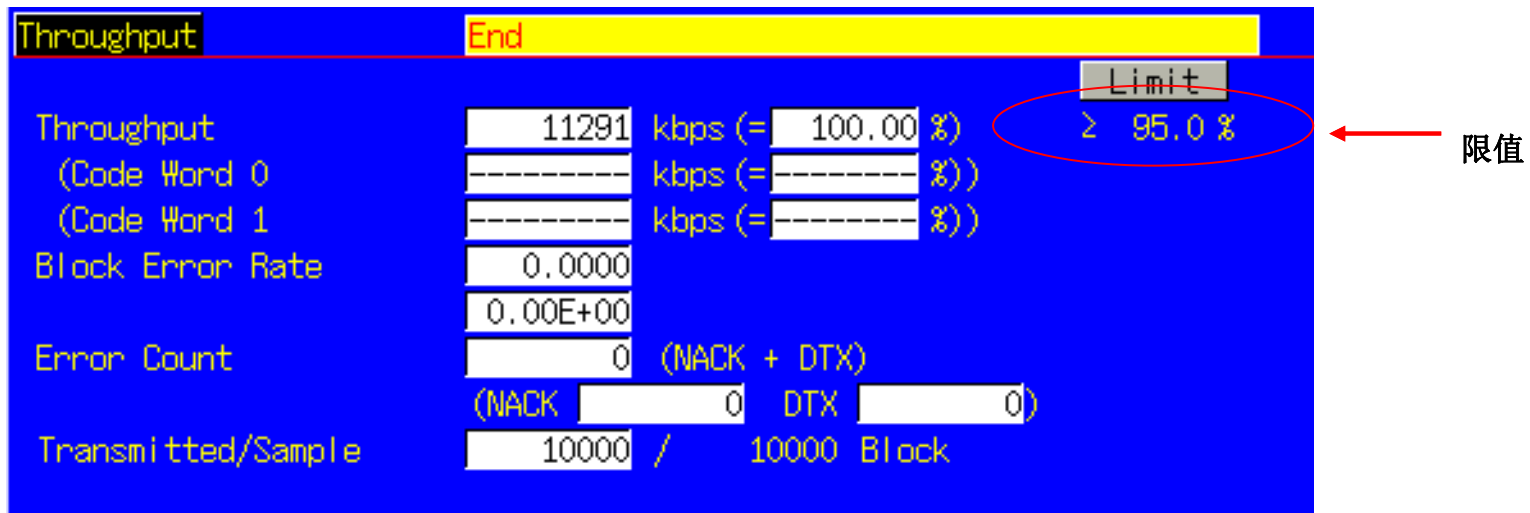 Throughput End
Limit
Throughput 11291 kbps (= 100.00 %) ≥ 95.0 %
(Code Word 0 --------- kbps (= -------- %))
(Code Word 1 --------- kbps (= -------- %))
Block Error Rate 0.0000
0.00E+00
Error Count 0 (NACK + DTX)
(NACK 0 DTX 0)
Transmitted/Sample 10000 / 10000 Block
限值